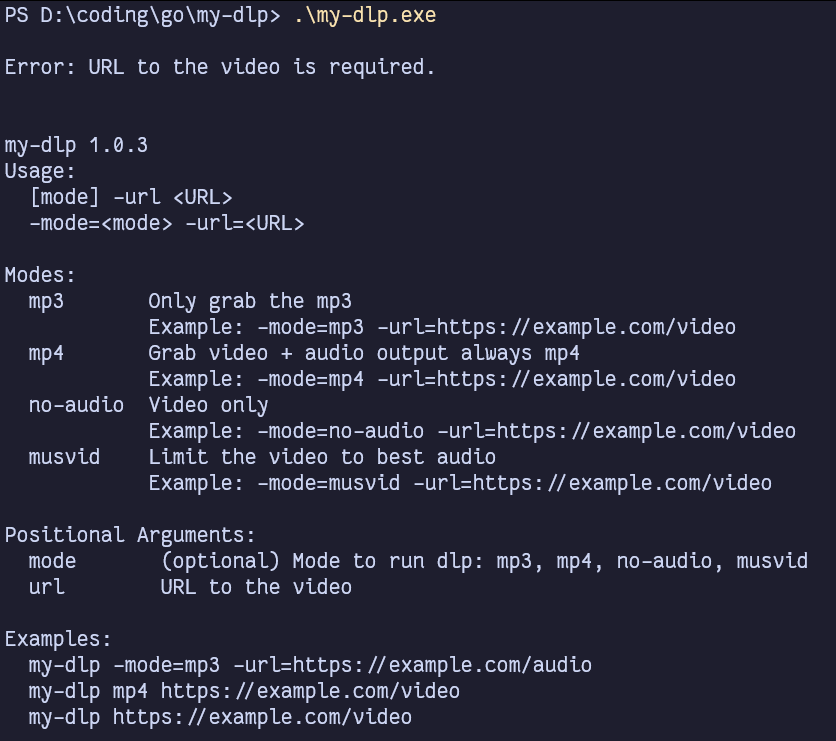 PS D:\coding\go\my-dlp> .\my-dlp.exe
Error: URL to the video is required.
my-dlp 1.0.3
Usage:
[mode] -url <URL>
-mode=<mode> -url=<URL>
Modes:
mp3 Only grab the mp3
Example: -mode=mp3 -url=https://example.com/video
mp4 Grab video + audio output always mp4
Example: -mode=mp4 -url=https://example.com/video
no-audio Video only
Example: -mode=no-audio -url=https://example.com/video
musvid Limit the video to best audio
Example: -mode=musvid -url=https://example.com/video
Positional Arguments:
mode (optional) Mode to run dlp: mp3, mp4, no-audio, musvid
url URL to the video
Examples:
my-dlp -mode=mp3 -url=https://example.com/audio
my-dlp mp4 https://example.com/video
my-dlp https://example.com/video